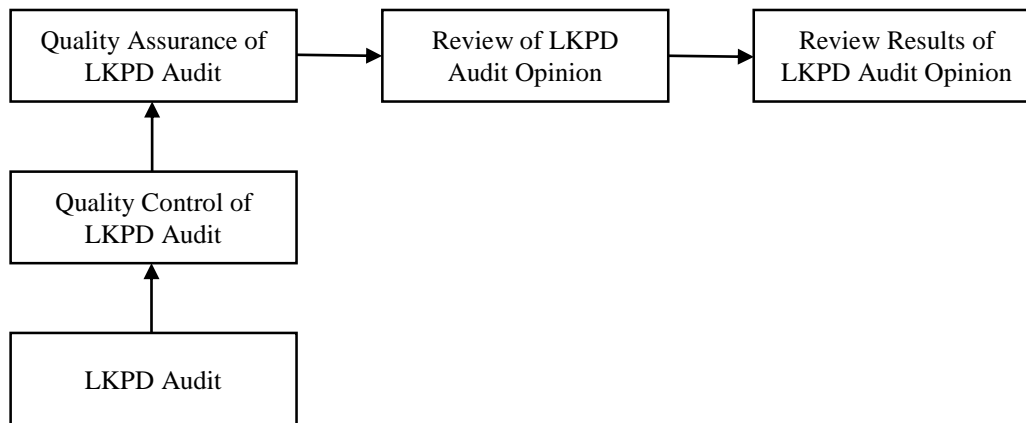 Quality Assurance of
LKPD Audit
Review of LKPD
Audit Opinion
Review Results of
LKPD Audit Opinion
Quality Control of
LKPD Audit
LKPD Audit